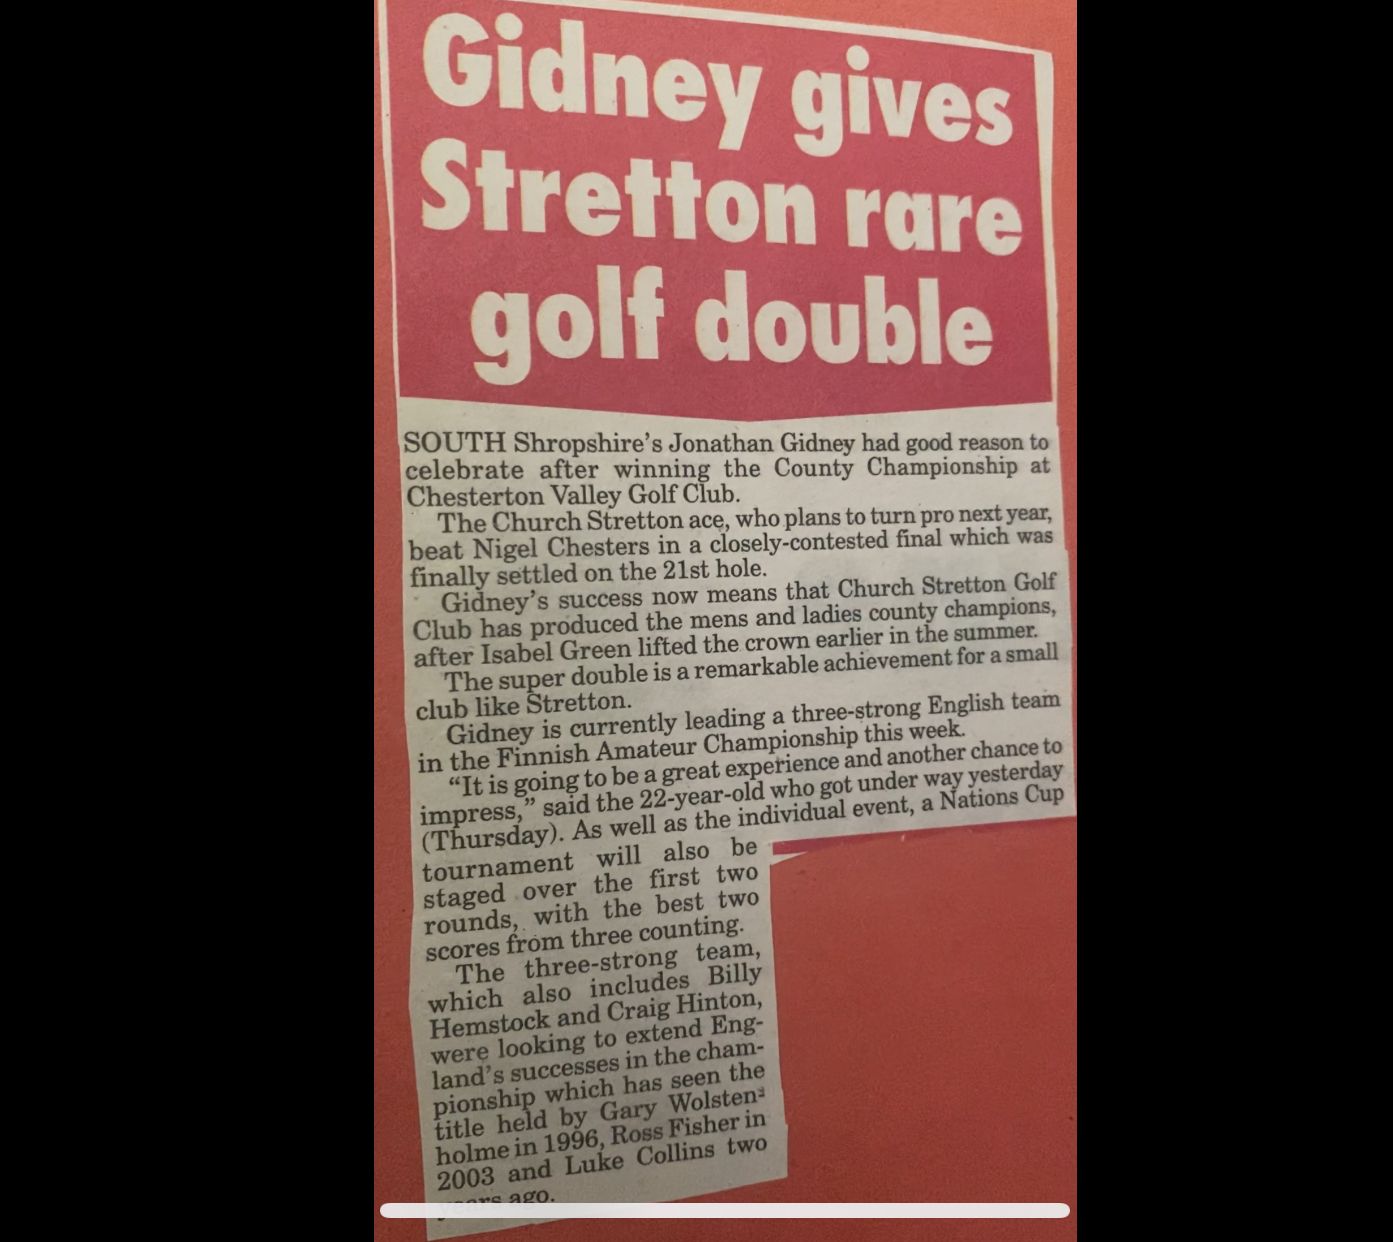 Gidney gives
Stretton rare
golf double
SOUTH Shropshire's Jonathan Gidney had good reason to
celebrate after winning the County Championship at
Chesterton Valley Golf Club.
The Church Stretton ace, who plans to turn pro next year,
beat Nigel Chesters in a closely-contested final which was
finally settled on the 21st hole.
Gidney's success now means that Church Stretton Golf
Club has produced the mens and ladies county champions,
after Isabel Green lifted the crown earlier in the summer.
The super double is a remarkable achievement for a small
club like Stretton.
Gidney is currently leading a three-strong English team
in the Finnish Amateur Championship this week.
"It is going to be a great experience and another chance to
impress," said the 22-year-old who got under way yesterday
(Thursday). As well as the individual event, a Nations Cup
tournament will also be
staged over the first two
rounds, with the best two
scores from three counting.
The three-strong team,
which also includes Billy
Hemstock and Craig Hinton,
were looking to extend Eng-
land's successes in the cham-
pionship which has seen the
title held by Gary Wolsten-
holme in 1996, Ross Fisher in
2003 and Luke Collins two
years ago.